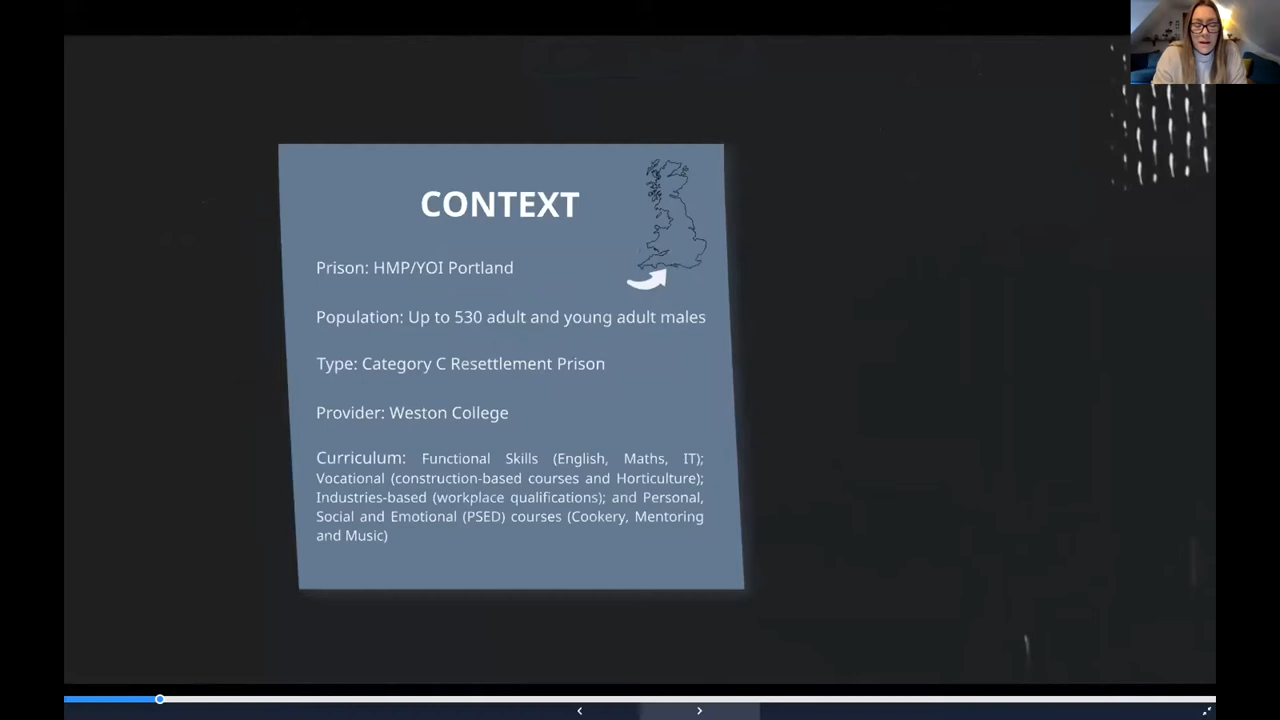 CONTEXT
Prison: HMP/YOI Portland
Population: Up to 530 adult and young adult males
Type: Category C Resettlement Prison
Provider: Weston College
Curriculum: Functional Skills (English, Maths, IT);
Vocational (construction-based courses and Horticulture);
Industries-based (workplace qualifications); and Personal,
Social and Emotional (PSED) courses (Cookery, Mentoring
and Music)